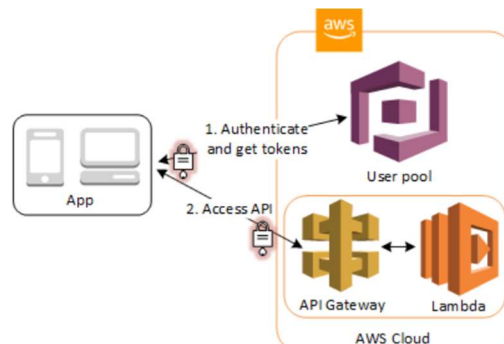 aws
1. Authenticate
and get tokens
User pool
App
2. Access API
API Gateway
Lambda
AWS Cloud